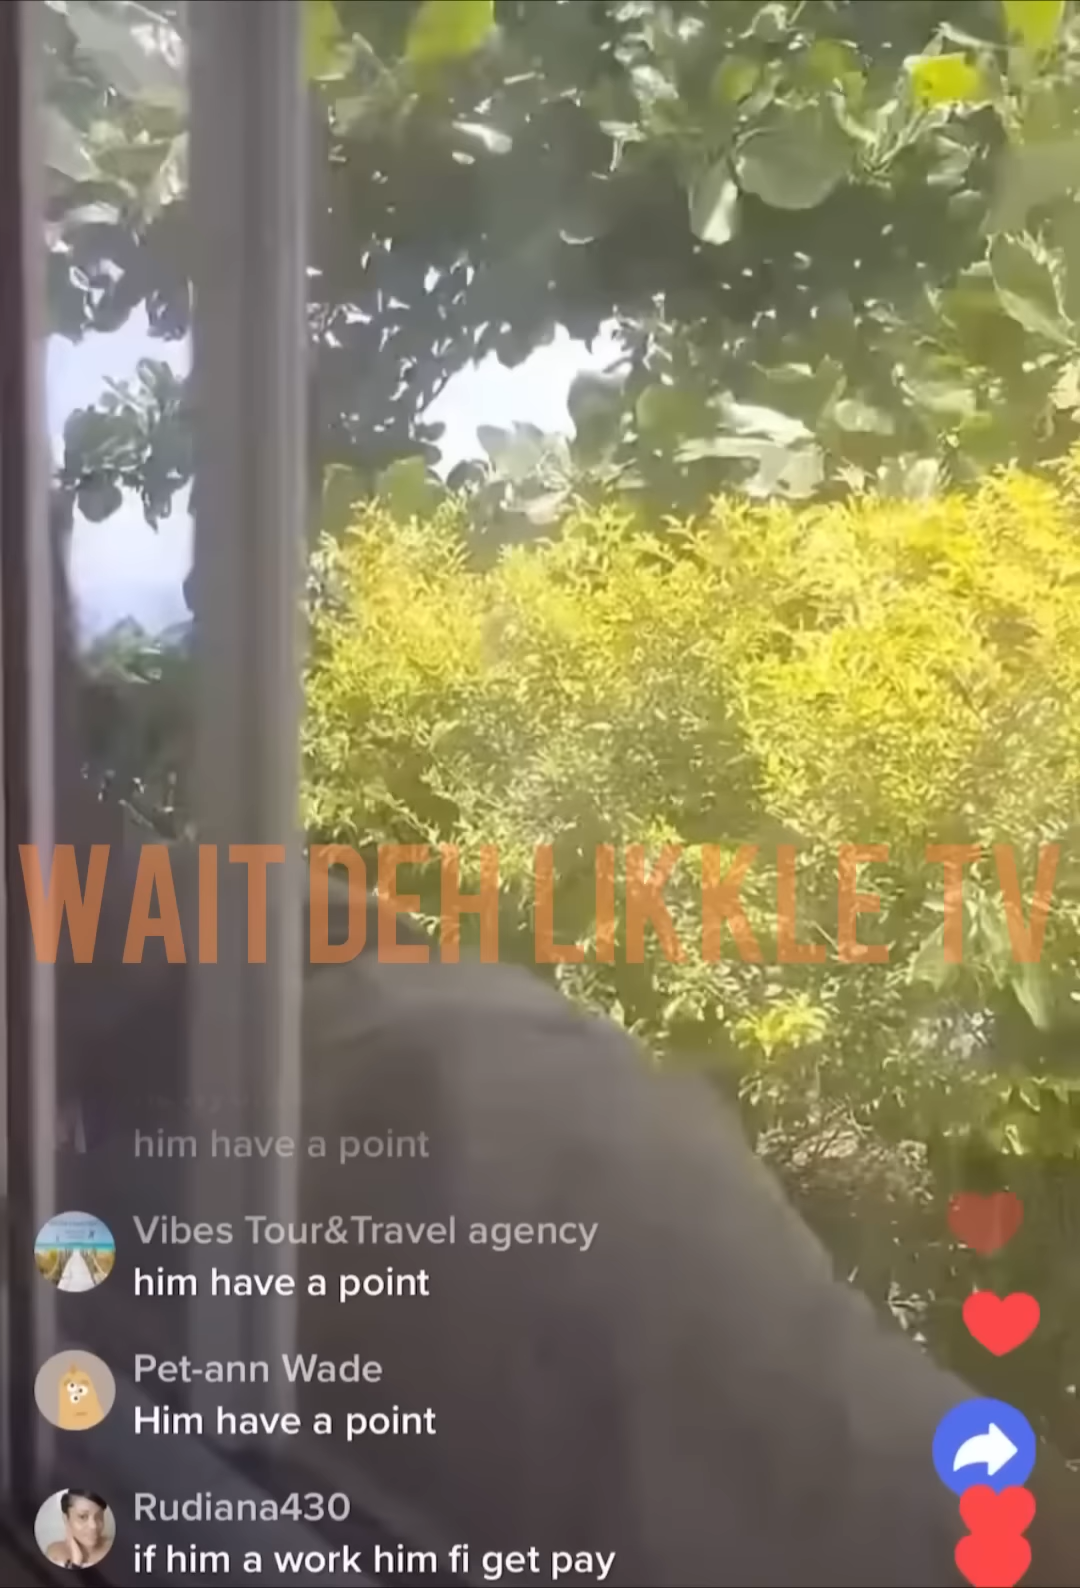 WAIT DEH LIKKLE TV
him have a point
Vibes Tour&Travel agency
him have a point
Pet-ann Wade
Him have a point
Rudiana430
if him a work him fi get pay